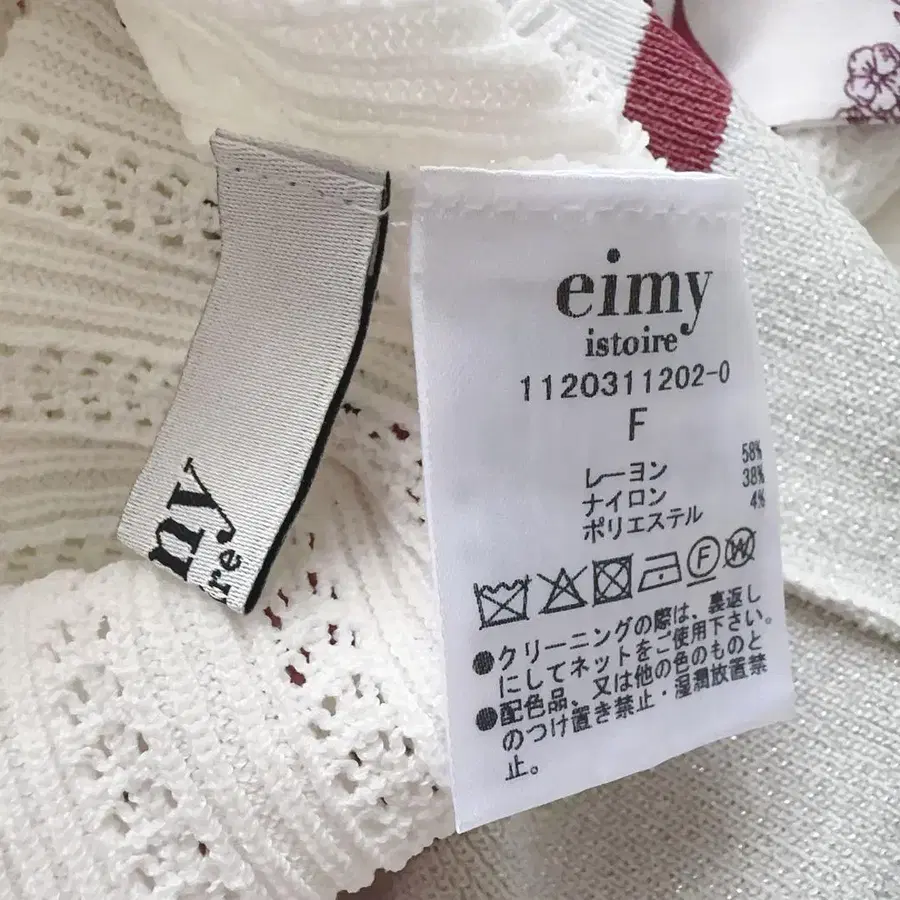 ny
re
eimy
istoire
1120311202-0
F
レーヨン 58%
ナイロン 38%
ポリエステル 4%
F
W
●クリーニングの際は、裏返し
にしてネットをご使用下さい。
●配色品、又は他の色のものと
のつけ置き禁止・湿潤放置禁
止。